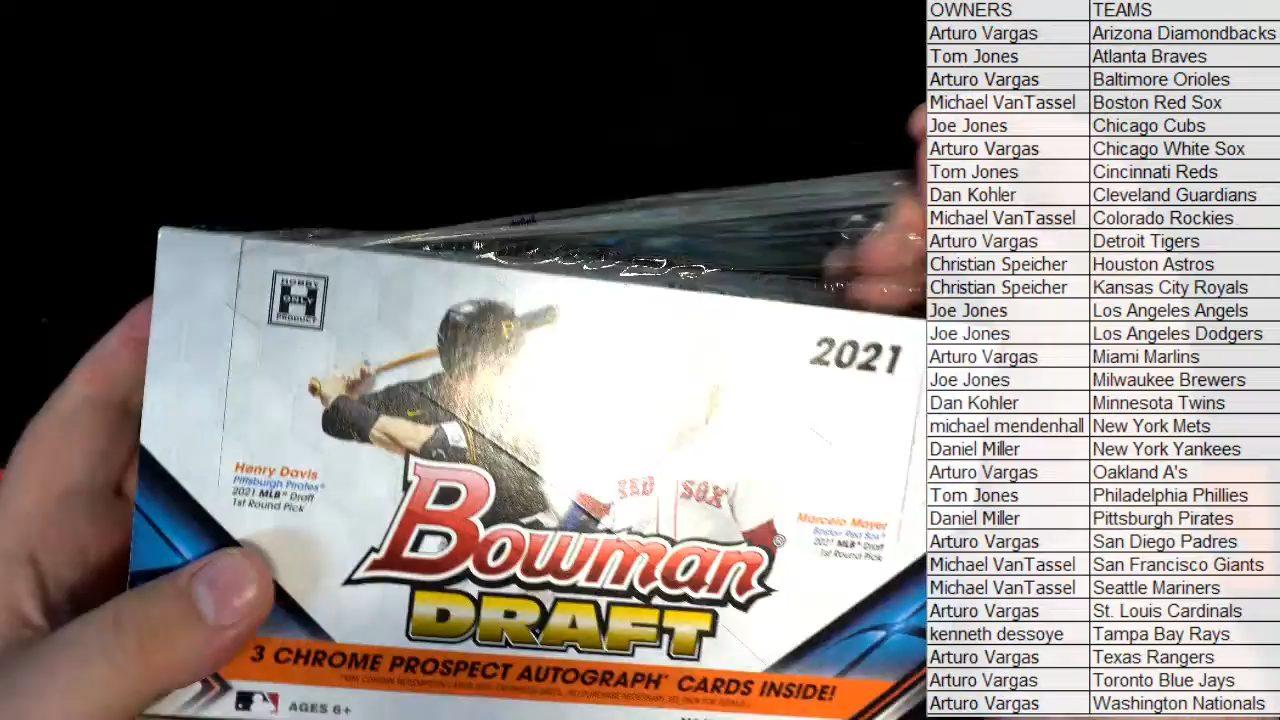 HOBBY
ONLY
PRODUCT
2021
Henry Davis
Pittsburgh Pirates®
2021 MLB® Draft
1st Round Pick
RED SOX
Marcelo Mayer
Boston Red Sox®
2021 MLB® Draft
1st Round Pick
Bowman®
DRAFT
3 CHROME PROSPECT AUTOGRAPH* CARDS INSIDE!
AGES 6+
OWNERS TEAMS
Arturo Vargas Arizona Diamondbacks
Tom Jones Atlanta Braves
Arturo Vargas Baltimore Orioles
Michael VanTassel Boston Red Sox
Joe Jones Chicago Cubs
Arturo Vargas Chicago White Sox
Tom Jones Cincinnati Reds
Dan Kohler Cleveland Guardians
Michael VanTassel Colorado Rockies
Arturo Vargas Detroit Tigers
Christian Speicher Houston Astros
Christian Speicher Kansas City Royals
Joe Jones Los Angeles Angels
Joe Jones Los Angeles Dodgers
Arturo Vargas Miami Marlins
Joe Jones Milwaukee Brewers
Dan Kohler Minnesota Twins
michael mendenhall New York Mets
Daniel Miller New York Yankees
Arturo Vargas Oakland A's
Tom Jones Philadelphia Phillies
Daniel Miller Pittsburgh Pirates
Arturo Vargas San Diego Padres
Michael VanTassel San Francisco Giants
Michael VanTassel Seattle Mariners
Arturo Vargas St. Louis Cardinals
kenneth dessoye Tampa Bay Rays
Arturo Vargas Texas Rangers
Arturo Vargas Toronto Blue Jays
Arturo Vargas Washington Nationals